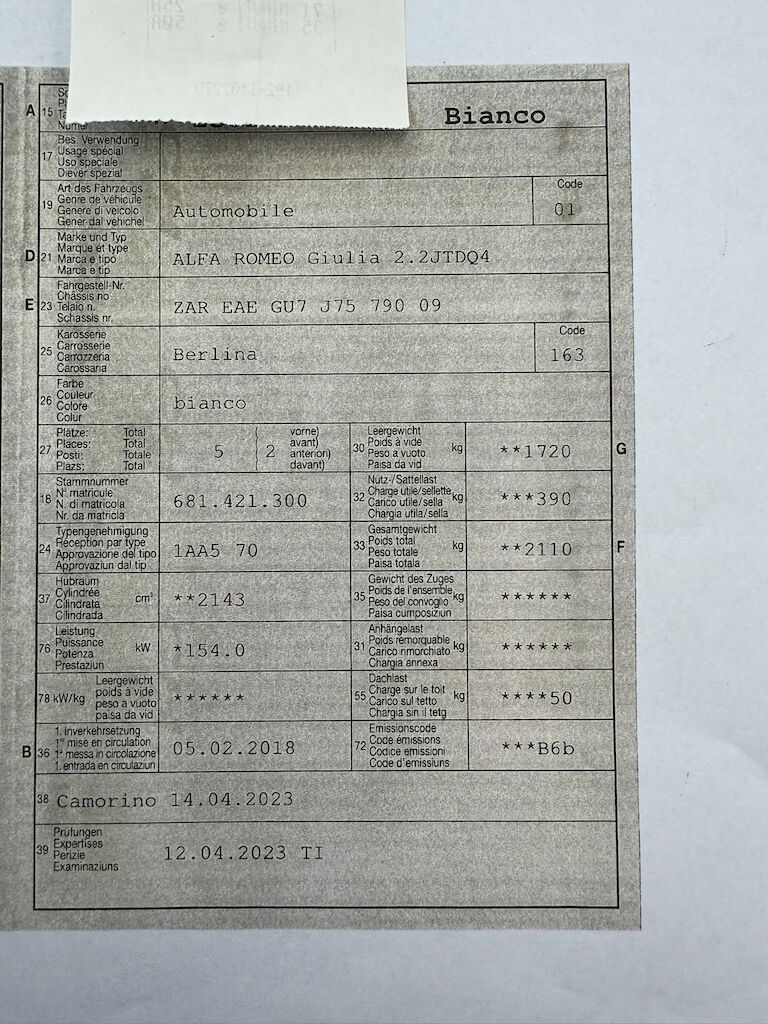 A
15
Bianco
17
Bes. Verwendung
Usage spécial
Uso speciale
Diever spezial
19
Art des Fahrzeugs
Genre de véhicule
Genere di veicolo
Gener dal vehichel
Automobile
Code
01
D
21
Marke und Typ
Marque et type
Marca e tipo
Marca e tip
ALFA ROMEO Giulia 2.2JTDQ4
E
23
Fahrgestell-Nr.
Châssis no
Telaio n.
Schassis nr.
ZAR EAE GU7 J75 790 09
25
Karosserie
Carrosserie
Carrozzeria
Carossaria
Berlina
Code
163
26
Farbe
Couleur
Colore
Colur
bianco
27
Plätze: Total
Places: Total
Posti: Totale
Plazs: Total
5
2
vorne)
avant)
anteriori)
davant)
30
Leergewicht
Poids à vide
Peso a vuoto
Paisa da vid
kg
**1720
G
18
Stammnummer
N° matricule
N. di matricola
Nr. da matricla
681.421.300
32
Nutz-/Sattellast
Charge utile/sellette
Carico utile/sella
Chargia utila/sella
kg
***390
24
Typengenehmigung
Réception par type
Approvazione del tipo
Approvaziun dal tip
1AA5 70
33
Gesamtgewicht
Poids total
Peso totale
Paisa totala
kg
**2110
F
37
Hubraum
Cylindrée
Cilindrata
Cilindrada
cm³
**2143
35
Gewicht des Zuges
Poids de l'ensemble
Peso del convoglio
Paisa cumposiziun
kg
******
76
Leistung
Puissance
Potenza
Prestaziun
kW
*154.0
31
Anhängelast
Poids remorquable
Carico rimorchiato
Chargia annexa
kg
******
78 kW/kg
Leergewicht
poids à vide
peso a vuoto
paisa da vid
******
55
Dachlast
Charge sur le toit
Carico sul tetto
Chargia sin il tetg
kg
****50
B
36
1. Inverkehrsetzung
1re mise en circulation
1a messa in circolazione
1. entrada en circulaziun
05.02.2018
72
Emissionscode
Code émissions
Codice emissioni
Code d'emissiuns
***B6b
38
Camorino 14.04.2023
39
Prüfungen
Expertises
Perizie
Examinaziuns
12.04.2023 TI